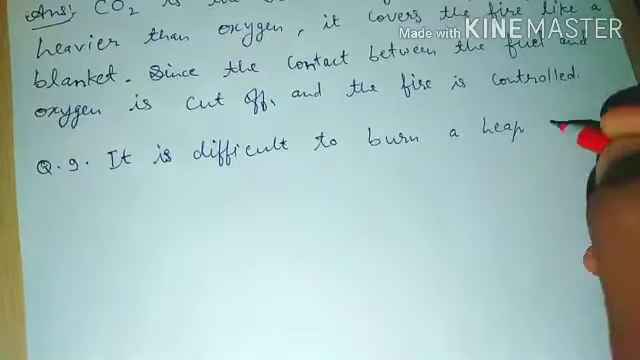 Ans: CO2 is the
heavier than oxygen, it covers the fire like a
blanket. Since the contact between the fuel and
oxygen is cut off, and the fire is controlled.
Q.9. It is difficult to burn a heap
Made with KINEMASTER